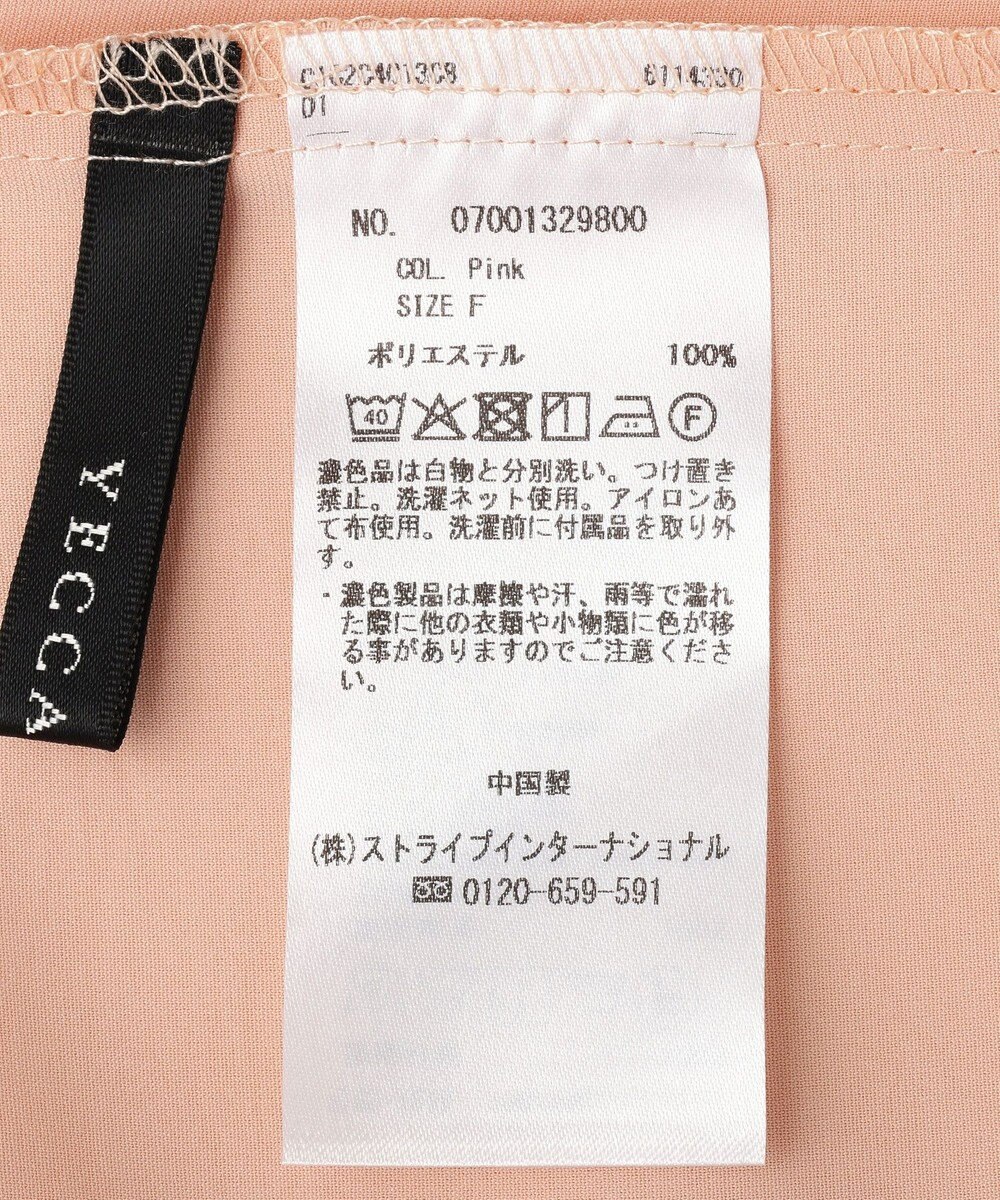 6114330
01
NO. 07001329800
COL. Pink
SIZE F
ポリエステル 100%
40 1 F
濃色品は白物と分別洗い。つけ置き
禁止。洗濯ネット使用。アイロンあ
て布使用。洗濯前に付属品を取り外
す。
・濃色製品は摩擦や汗、雨等で濡れ
た際に他の衣類や小物類に色が移
る事がありますのでご注意くださ
い。
中国製
(株)ストライプインターナショナル
0120-659-591
YECCA